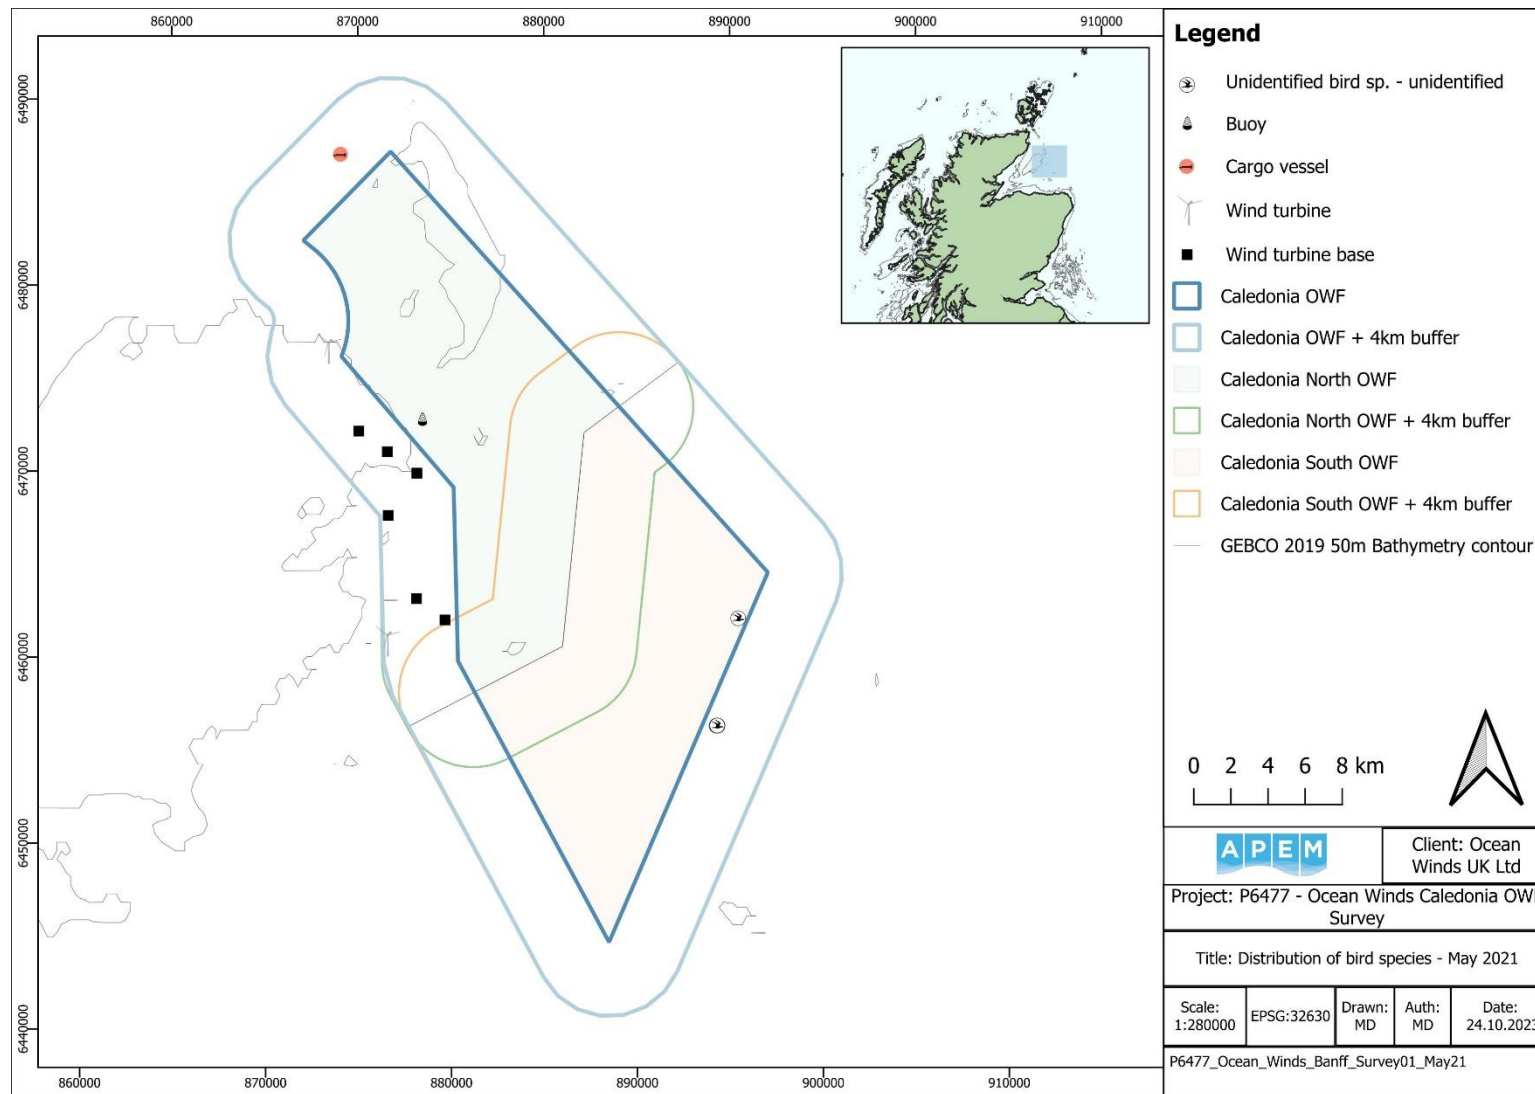 860000 870000 880000 890000 900000 910000
6490000
6480000
6470000
6460000
6450000
6440000
860000 870000 880000 890000 900000 910000
Legend
Unidentified bird sp. - unidentified
Buoy
Cargo vessel
Wind turbine
Wind turbine base
Caledonia OWF
Caledonia OWF + 4km buffer
Caledonia North OWF
Caledonia North OWF + 4km buffer
Caledonia South OWF
Caledonia South OWF + 4km buffer
GEBCO 2019 50m Bathymetry contour
0 2 4 6 8 km
APEM
Client: Ocean
Winds UK Ltd
Project: P6477 - Ocean Winds Caledonia OWF
Survey
Title: Distribution of bird species - May 2021
Scale:
1:280000
EPSG:32630
Drawn:
MD
Auth:
MD
Date:
24.10.2023
P6477_Ocean_Winds_Banff_Survey01_May21